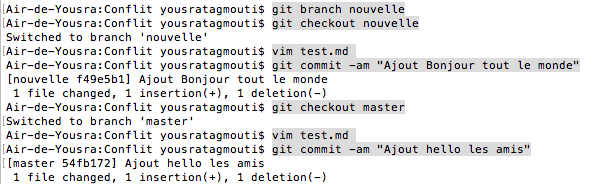 [Air-de-Yousra:Conflit yousratagmouti$ git branch nouvelle
[Air-de-Yousra:Conflit yousratagmouti$ git checkout nouvelle
Switched to branch 'nouvelle'
[Air-de-Yousra:Conflit yousratagmouti$ vim test.md
[Air-de-Yousra:Conflit yousratagmouti$ git commit -am "Ajout Bonjour tout le monde"
[nouvelle f49e5b1] Ajout Bonjour tout le monde
 1 file changed, 1 insertion(+), 1 deletion(-)
[Air-de-Yousra:Conflit yousratagmouti$ git checkout master
[Switched to branch 'master'
[Air-de-Yousra:Conflit yousratagmouti$ vim test.md
[Air-de-Yousra:Conflit yousratagmouti$ git commit -am "Ajout hello les amis"
[[master 54fb172] Ajout hello les amis
 1 file changed, 1 insertion(+), 1 deletion(-)